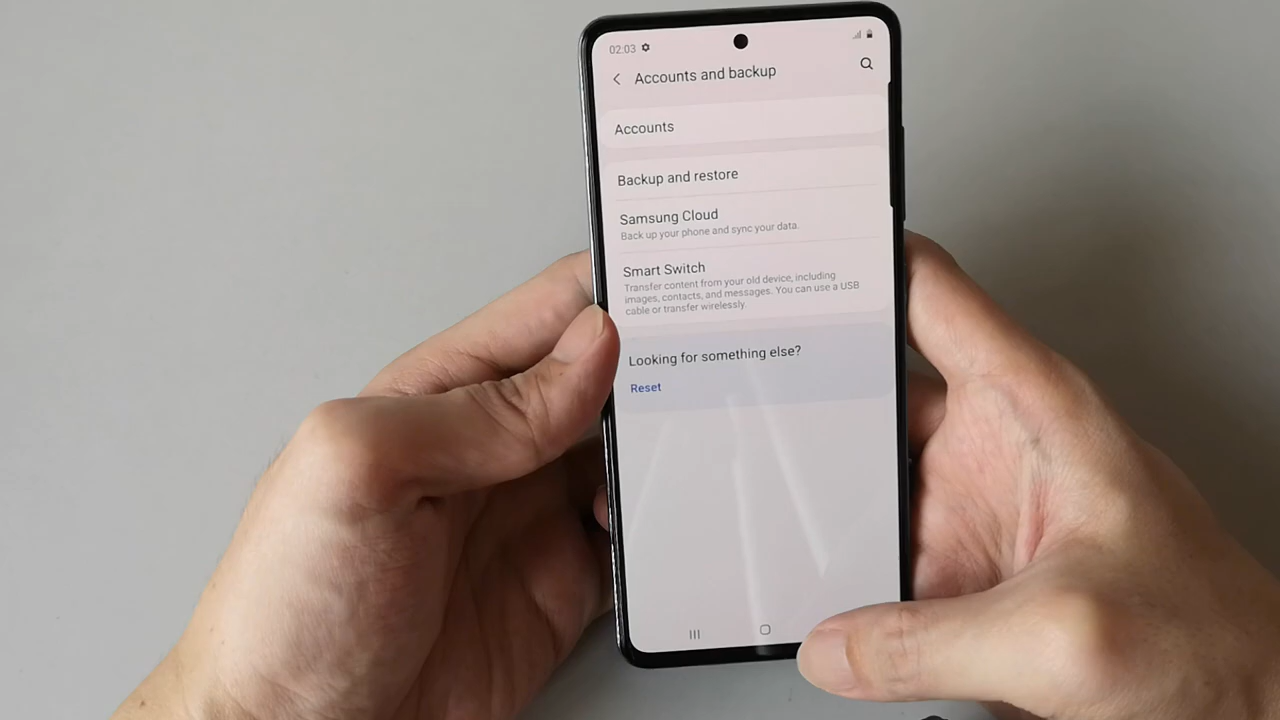 02:03
Accounts and backup
Accounts
Backup and restore
Samsung Cloud
Back up your phone and sync your data.
Smart Switch
Transfer content from your old device, including
images, contacts, and messages. You can use a USB
cable or transfer wirelessly.
Looking for something else?
Reset